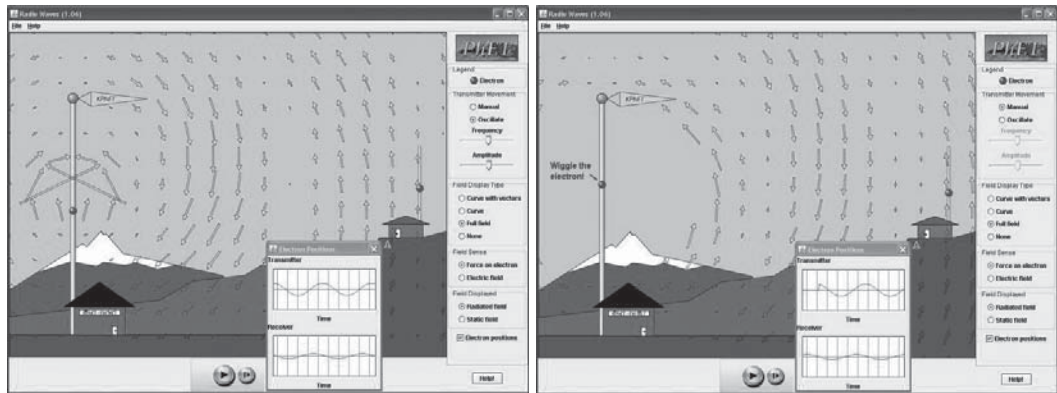 Radio Waves (1.06)
File Help
PhET
Legend
Electron
Transmitter Movement
Manual
Oscillate
Frequency
Amplitude
Field Display Type
Curve with vectors
Curve
Full field
None
Field Sense
Force on electron
Electric field
Field Displayed
Radiated field
Static field
Electron positions
Help!
KPhET
Electron Positions
Transmitter
Time
Receiver
Time
Radio Waves (1.06)
File Help
PhET
Legend
Electron
Transmitter Movement
Manual
Oscillate
Frequency
Amplitude
Field Display Type
Curve with vectors
Curve
Full field
None
Field Sense
Force on electron
Electric field
Field Displayed
Radiated field
Static field
Electron positions
Help!
KPhET
Wiggle the
electron!
Electron Positions
Transmitter
Time
Receiver
Time